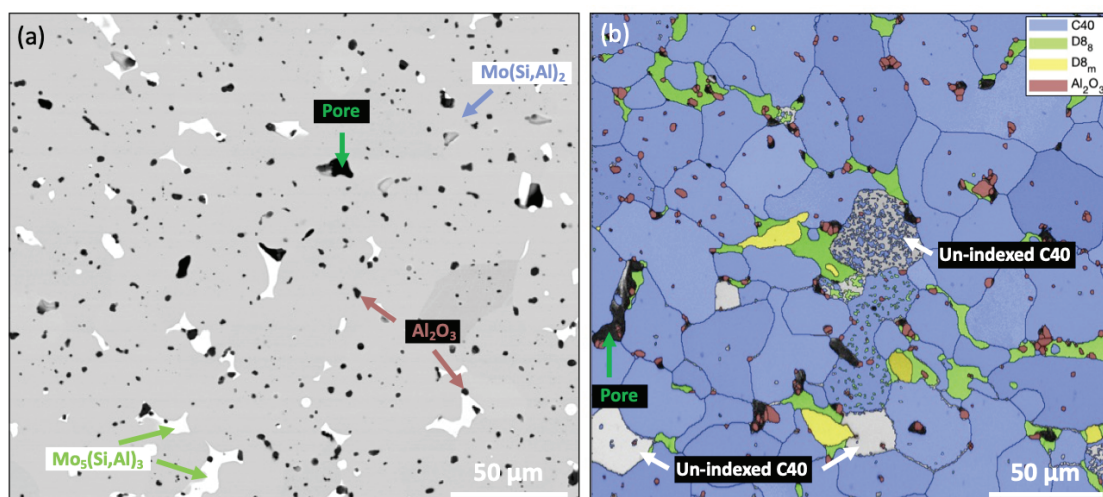 (a)
Mo(Si,Al)₂
Pore
Al₂O₃
Mo₅(Si,Al)₃
50 μm
(b)
C40
D8₈
D8ₘ
Al₂O₃
Un-indexed C40
Pore
Un-indexed C40
50 μm